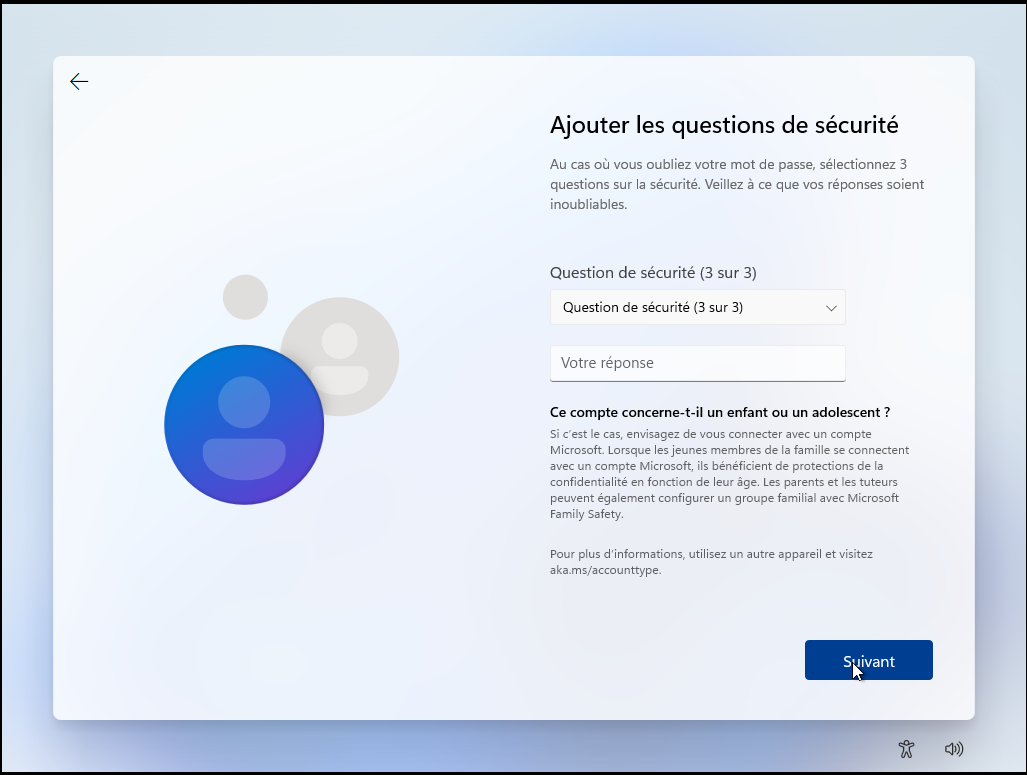 Ajouter les questions de sécurité
Au cas où vous oubliez votre mot de passe, sélectionnez 3
questions sur la sécurité. Veillez à ce que vos réponses soient
inoubliables.
Question de sécurité (3 sur 3)
Question de sécurité (3 sur 3)
Votre réponse
Ce compte concerne-t-il un enfant ou un adolescent ?
Si c'est le cas, envisagez de vous connecter avec un compte
Microsoft. Lorsque les jeunes membres de la famille se connectent
avec un compte Microsoft, ils bénéficient de protections de la
confidentialité en fonction de leur âge. Les parents et les tuteurs
peuvent également configurer un groupe familial avec Microsoft
Family Safety.
Pour plus d'informations, utilisez un autre appareil et visitez
aka.ms/accounttype.
Suivant